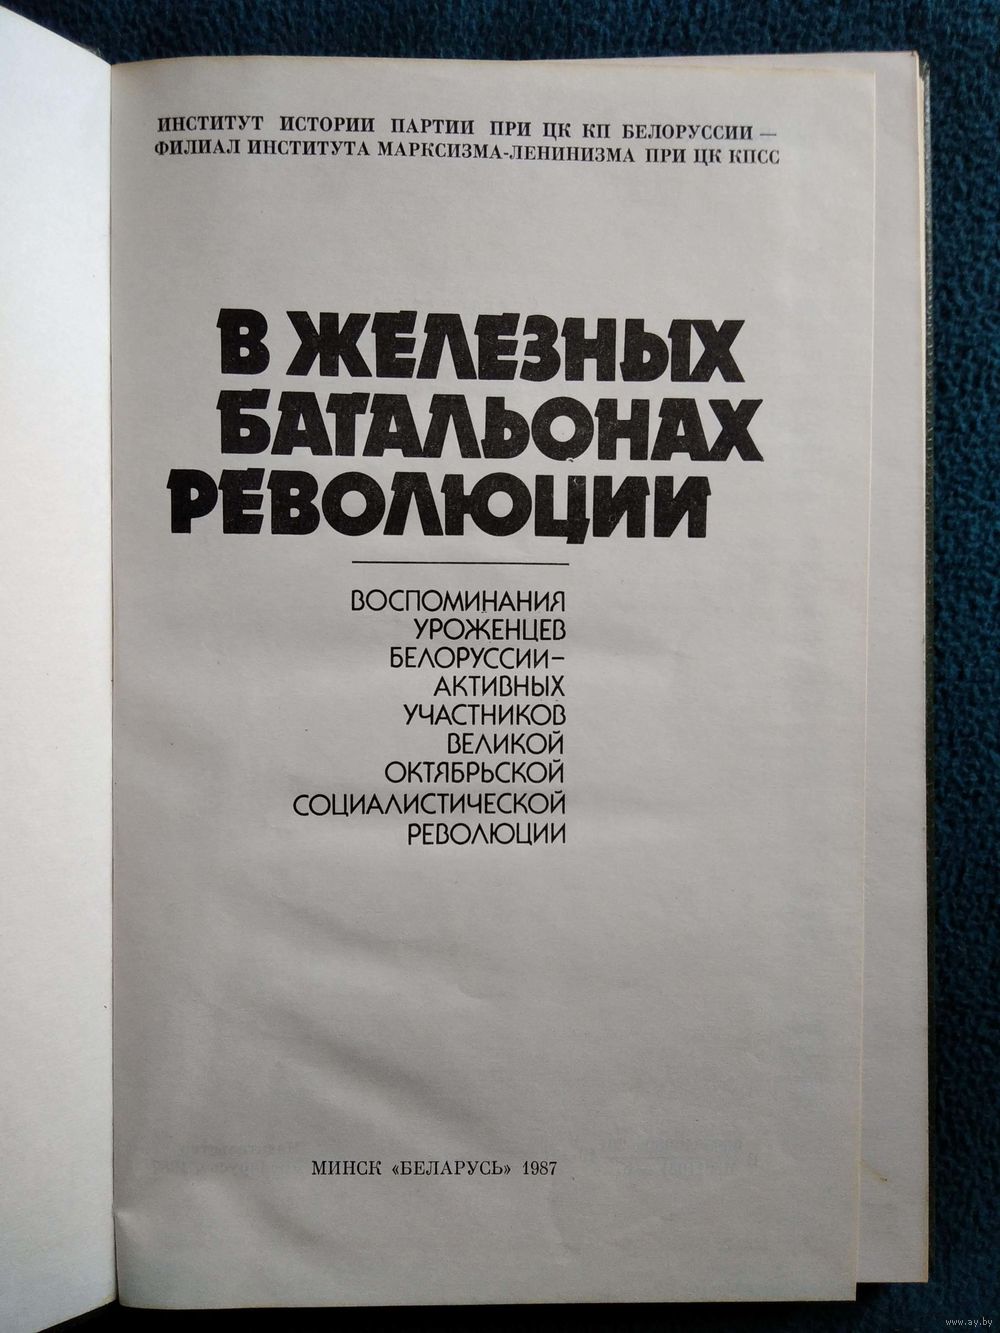 ИНСТИТУТ ИСТОРИИ ПАРТИИ ПРИ ЦК КП БЕЛОРУССИИ —
ФИЛИАЛ ИНСТИТУТА МАРКСИЗМА-ЛЕНИНИЗМА ПРИ ЦК КПСС
В ЖЕЛЕЗНЫХ
БАТАЛЬОНАХ
РЕВОЛЮЦИИ
ВОСПОМИНАНИЯ
УРОЖЕНЦЕВ
БЕЛОРУССИИ–
АКТИВНЫХ
УЧАСТНИКОВ
ВЕЛИКОЙ
ОКТЯБРЬСКОЙ
СОЦИАЛИСТИЧЕСКОЙ
РЕВОЛЮЦИИ
МИНСК «БЕЛАРУСЬ» 1987
www.ay.by